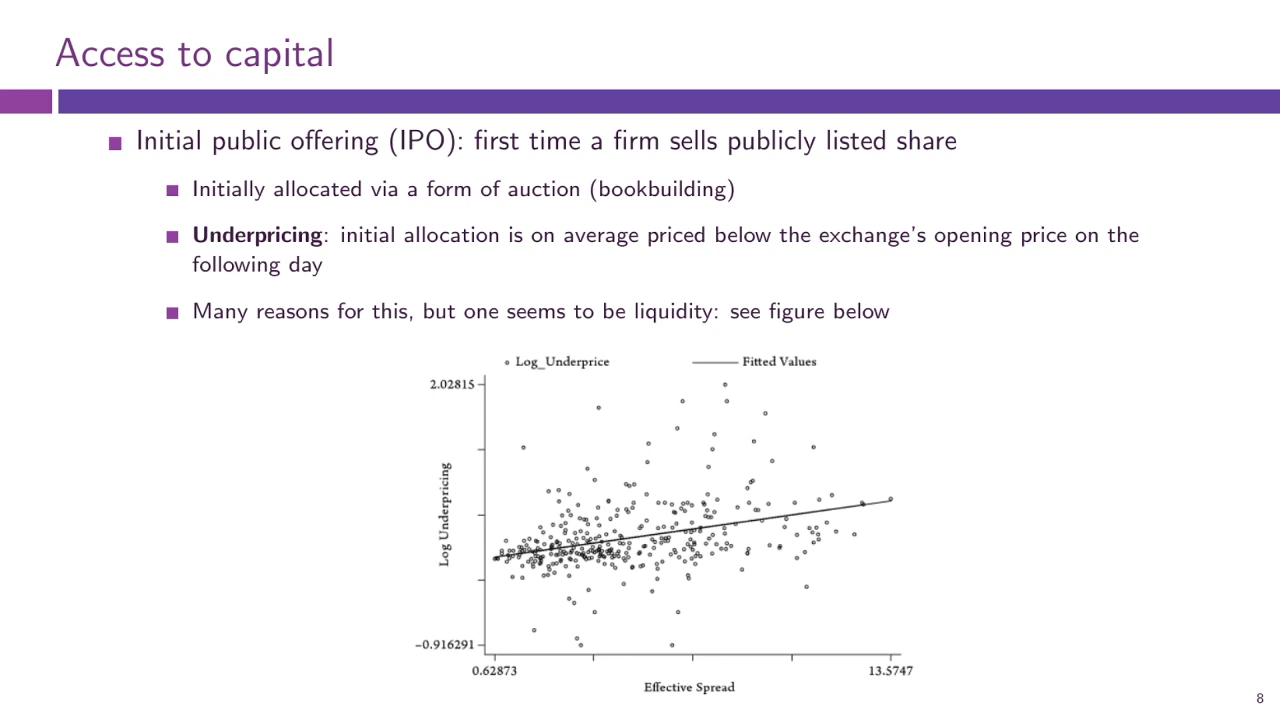 Access to capital
Initial public offering (IPO): first time a firm sells publicly listed share
Initially allocated via a form of auction (bookbuilding)
Underpricing: initial allocation is on average priced below the exchange's opening price on the
following day
Many reasons for this, but one seems to be liquidity: see figure below
Log_Underprice
Fitted Values
2.02815
Log Underpricing
−0.916291
0.62873
13.5747
Effective Spread
8